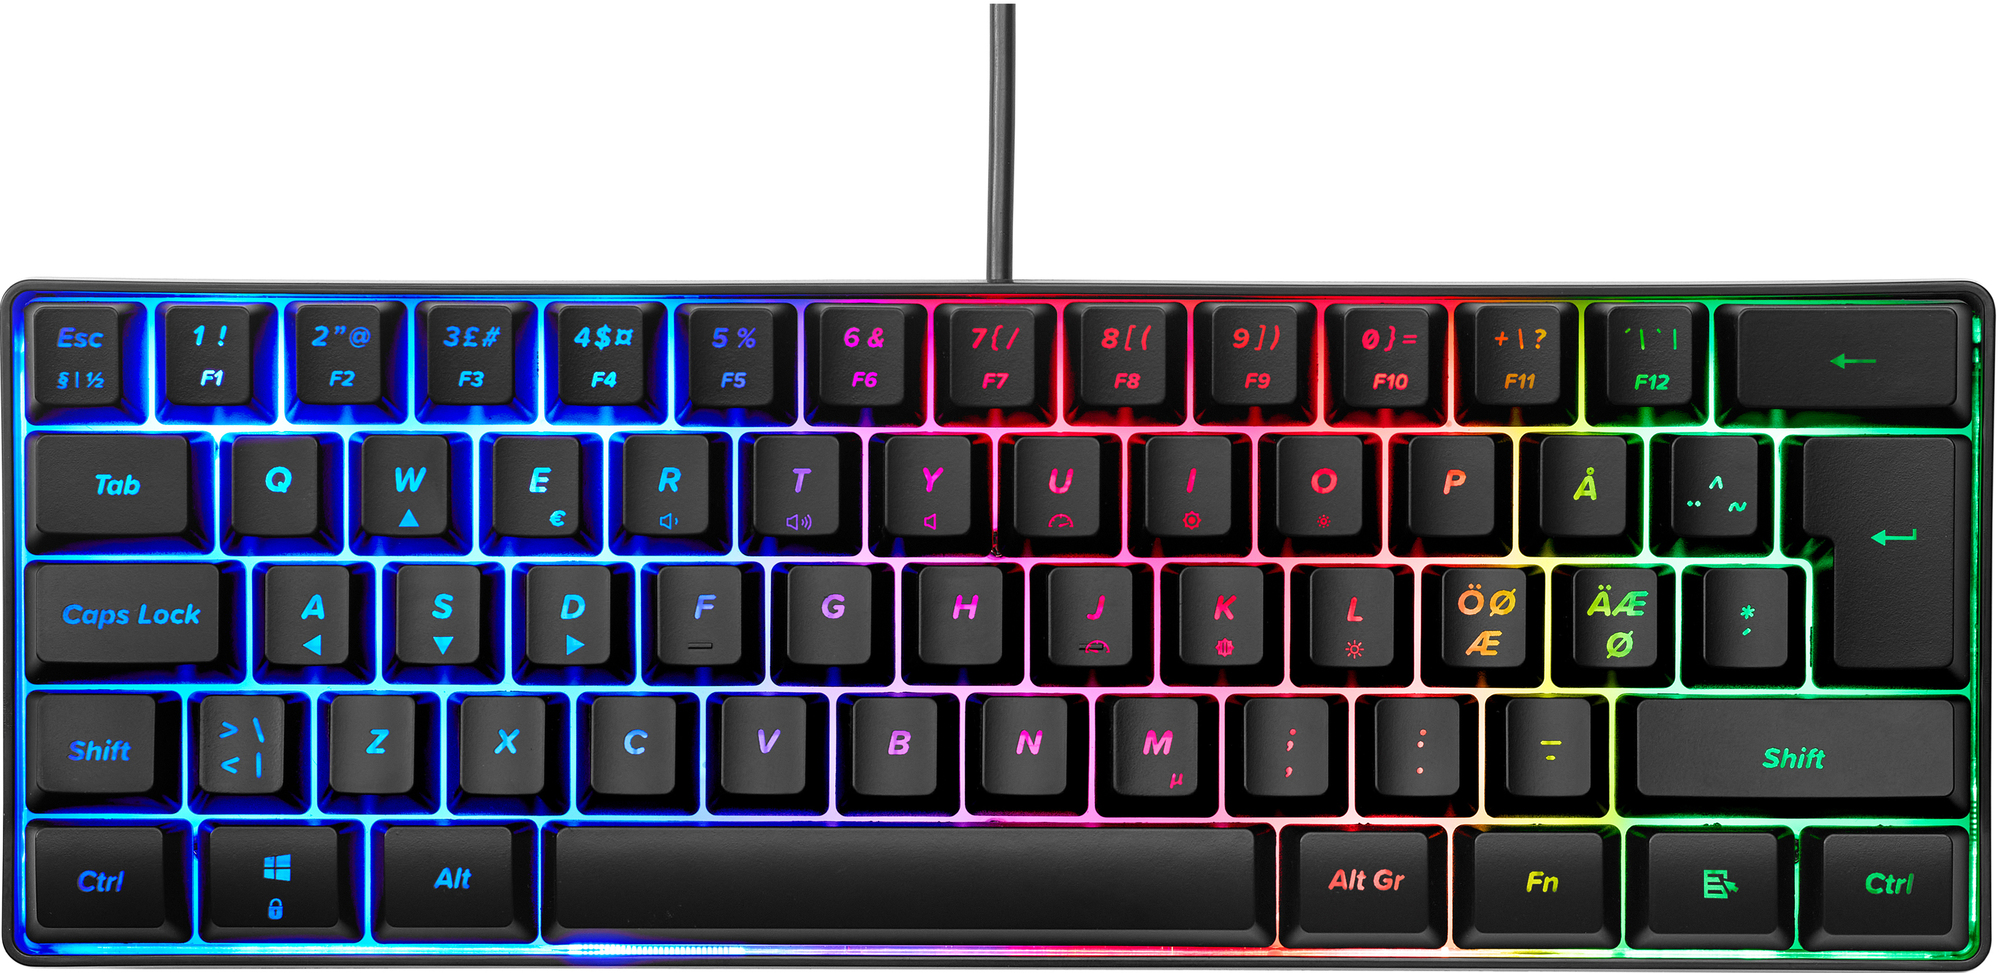 Esc 1 ! 2 " @ 3 £ # 4 $ ¤ 5 % 6 & 7 { / 8 [ ( 9 ] ) 0 } = + \ ? ´ | ` |
§ | ½ F1 F2 F3 F4 F5 F6 F7 F8 F9 F10 F11 F12
Tab Q W E R T Y U I O P Å ^
€ ¨ ~
Caps Lock A S D F G H J K L Ö Ø Ä Æ *
Æ Ø ´
Shift > \ Z X C V B N M ; : _ Shift
< | µ , . -
Ctrl Alt Alt Gr Fn Ctrl